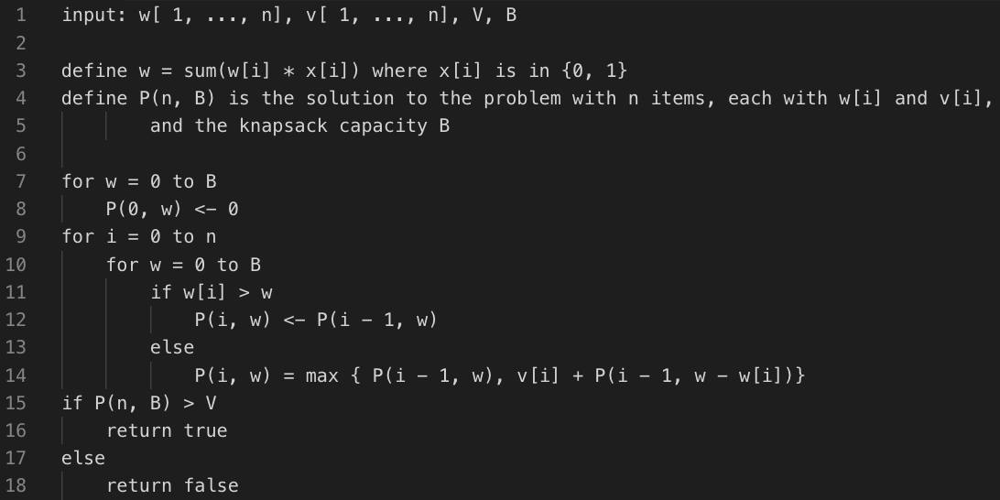 1 input: w[ 1, ..., n], v[ 1, ..., n], V, B
2
3 define w = sum(w[i] * x[i]) where x[i] is in {0, 1}
4 define P(n, B) is the solution to the problem with n items, each with w[i] and v[i],
5         and the knapsack capacity B
6
7 for w = 0 to B
8     P(0, w) <- 0
9 for i = 0 to n
10     for w = 0 to B
11         if w[i] > w
12             P(i, w) <- P(i - 1, w)
13         else
14             P(i, w) = max { P(i - 1, w), v[i] + P(i - 1, w - w[i])}
15 if P(n, B) > V
16     return true
17 else
18     return false